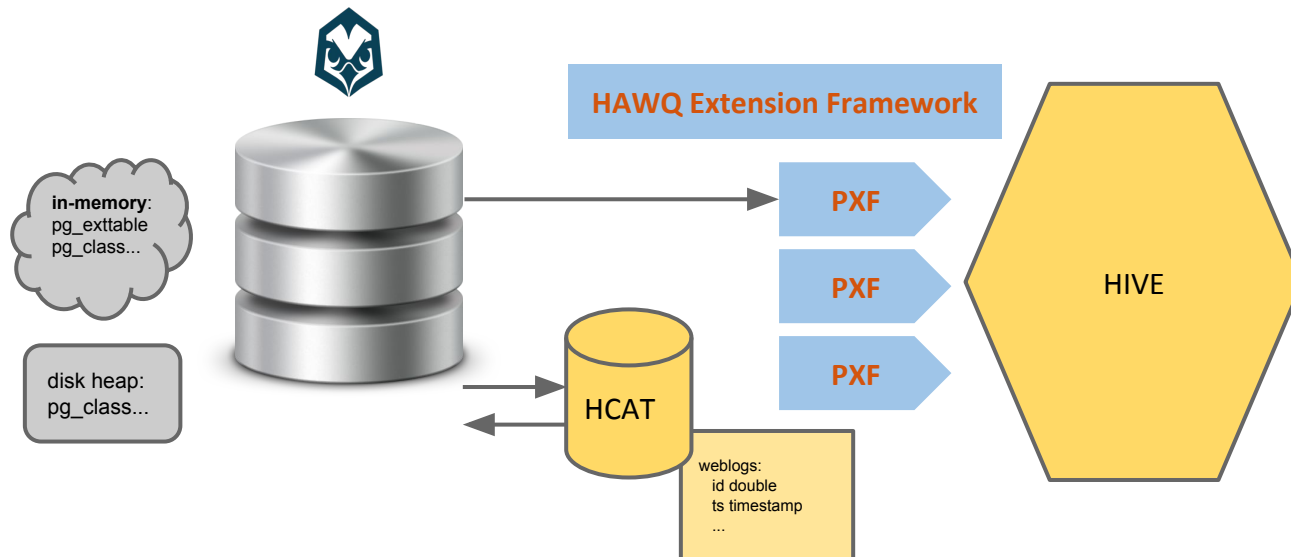 HAWQ Extension Framework
in-memory:
pg_exttable
pg_class...
PXF
PXF
HIVE
PXF
disk heap:
pg_class...
HCAT
weblogs:
id double
ts timestamp
...